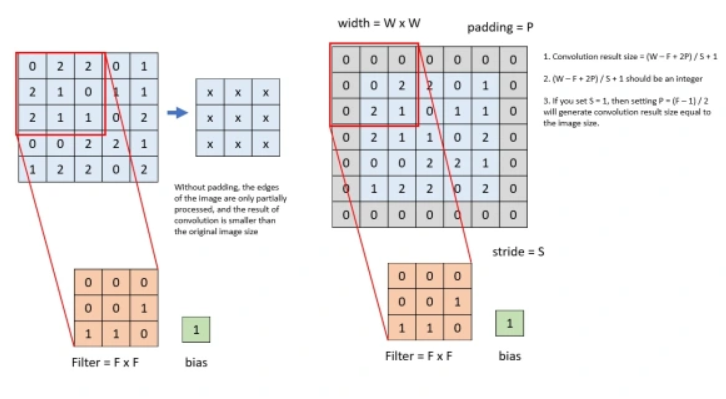 width = W x W
padding = P
0 2 2 0 1
2 1 0 1 1
2 1 1 0 2
0 0 2 2 1
1 2 2 0 2
x x x
x x x
x x x
Without padding, the edges
of the image are only partially
processed, and the result of
convolution is smaller than
the original image size
0 0 0
0 0 1
1 1 0
Filter = F x F
1
bias
0 0 0 0 0 0 0
0 0 2 2 0 1 0
0 2 1 0 1 1 0
0 2 1 1 0 2 0
0 0 0 2 2 1 0
0 1 2 2 0 2 0
0 0 0 0 0 0 0
1. Convolution result size = (W – F + 2P) / S + 1
2. (W – F + 2P) / S + 1 should be an integer
3. If you set S = 1, then setting P = (F – 1) / 2
will generate convolution result size equal to
the image size.
stride = S
0 0 0
0 0 1
1 1 0
Filter = F x F
1
bias